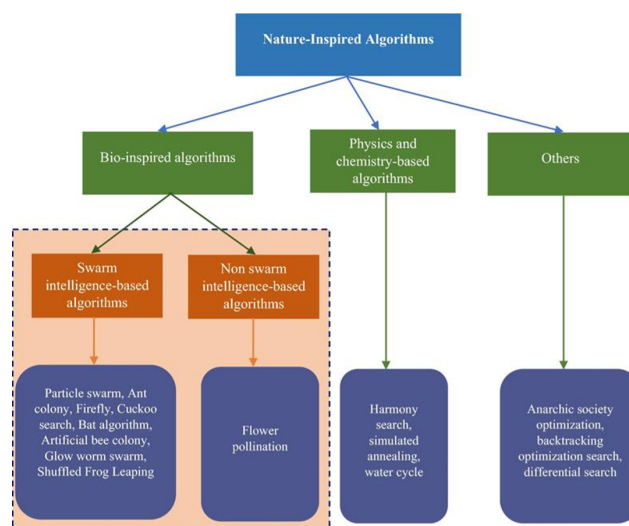 Nature-Inspired Algorithms
Bio-inspired algorithms
Physics and
chemistry-based
algorithms
Others
Swarm
intelligence-based
algorithms
Non swarm
intelligence-based
algorithms
Particle swarm, Ant
colony, Firefly, Cuckoo
search, Bat algorithm,
Artificial bee colony,
Glow worm swarm,
Shuffled Frog Leaping
Flower
pollination
Harmony
search,
simulated
annealing,
water cycle
Anarchic society
optimization,
backtracking
optimization search,
differential search